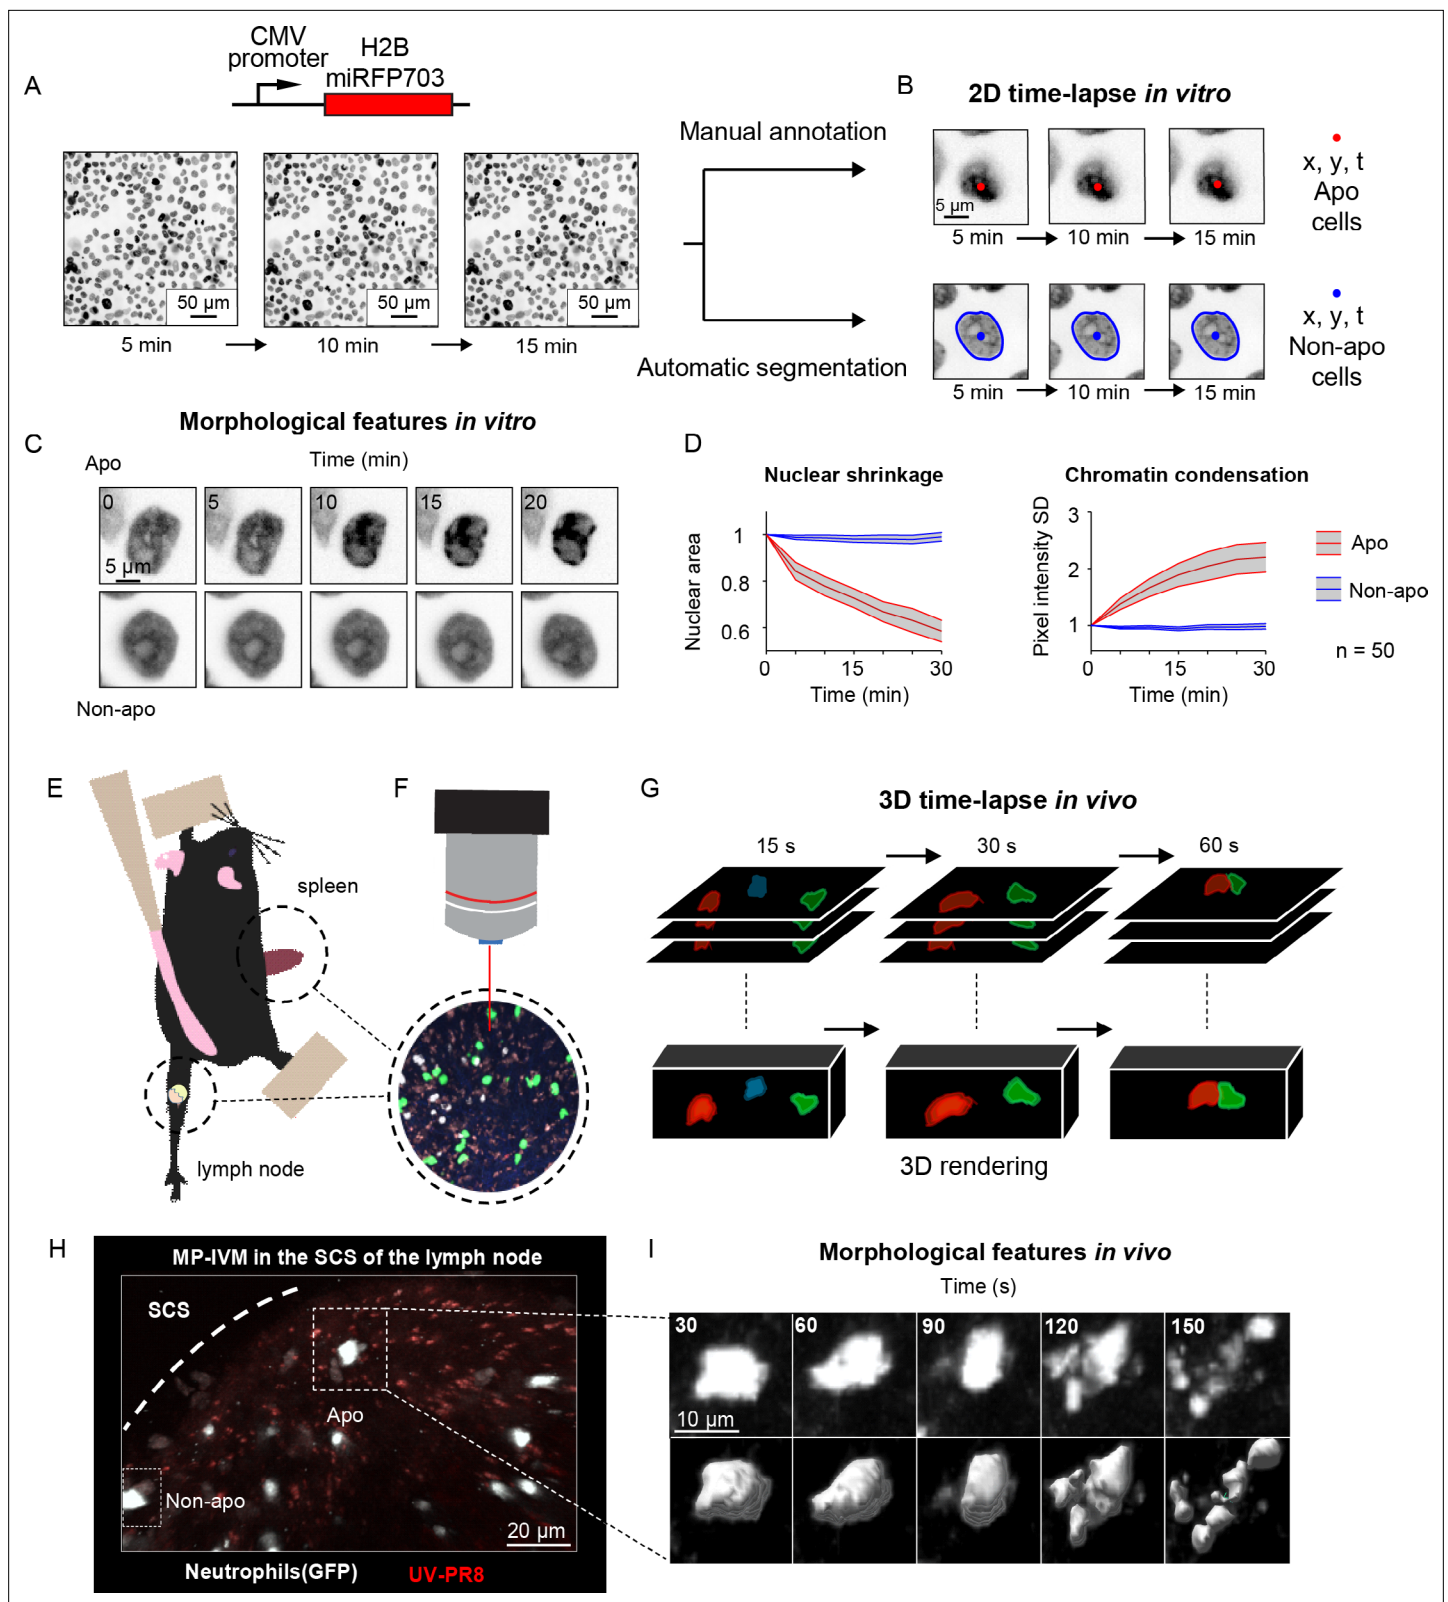 A
CMV
promoter
H2B
miRFP703
50 µm
50 µm
50 µm
5 min
10 min
15 min
Manual annotation
Automatic segmentation
B
2D time-lapse in vitro
5 µm
5 min
10 min
15 min
x, y, t
Apo
cells
5 min
10 min
15 min
x, y, t
Non-apo
cells
C
Morphological features in vitro
Apo
Time (min)
0
5
10
15
20
5 µm
Non-apo
D
Nuclear shrinkage
Nuclear area
1
0.8
0.6
0
15
30
Time (min)
Chromatin condensation
Pixel intensity SD
3
2
1
0
15
30
Time (min)
Apo
Non-apo
n = 50
E
spleen
lymph node
F
G
3D time-lapse in vivo
15 s
30 s
60 s
3D rendering
H
MP-IVM in the SCS of the lymph node
SCS
Apo
Non-apo
20 µm
Neutrophils(GFP)
UV-PR8
I
Morphological features in vivo
Time (s)
30
60
90
120
150
10 µm